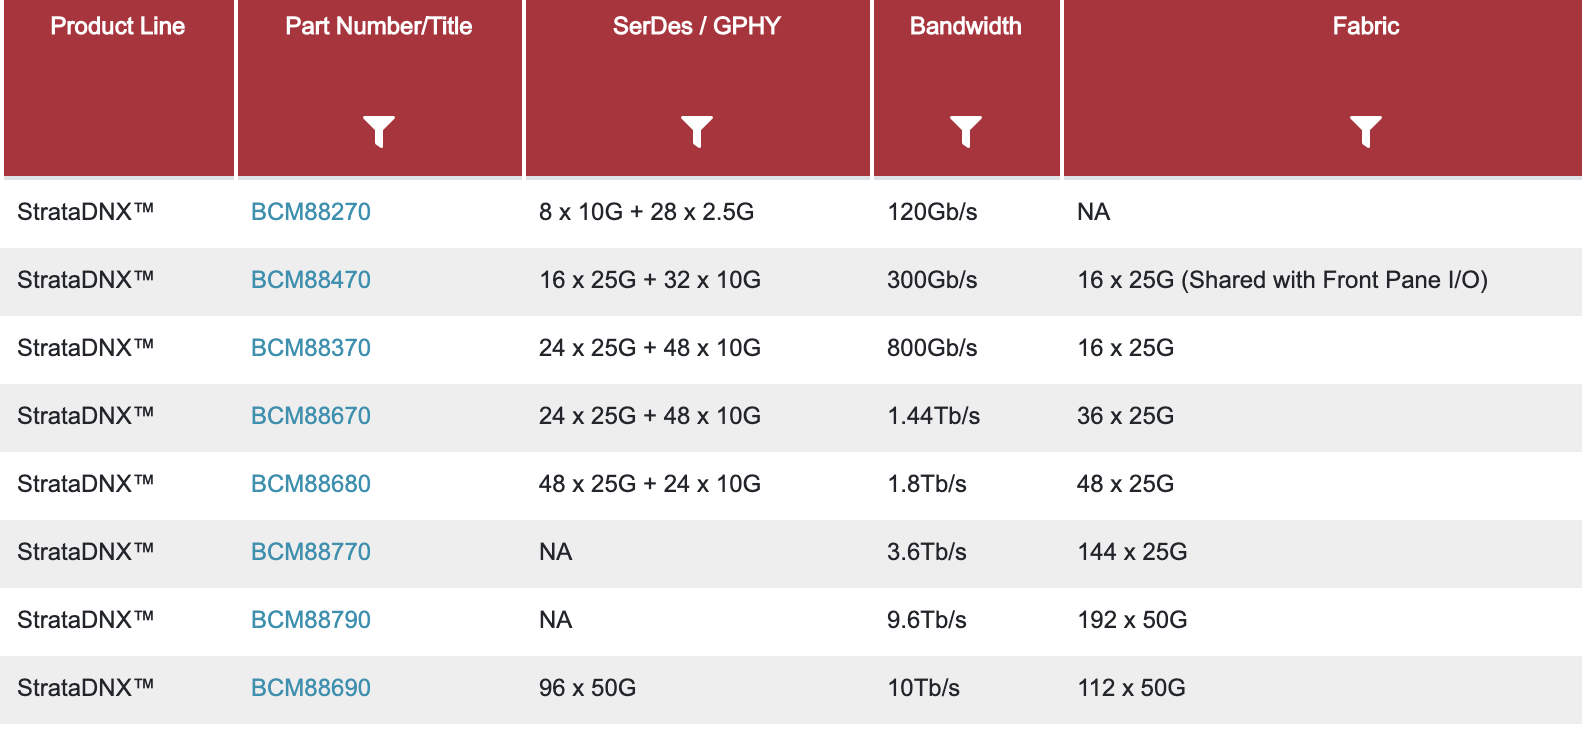 Product Line Part Number/Title SerDes / GPHY Bandwidth Fabric
StrataDNX™ BCM88270 8 x 10G + 28 x 2.5G 120Gb/s NA
StrataDNX™ BCM88470 16 x 25G + 32 x 10G 300Gb/s 16 x 25G (Shared with Front Pane I/O)
StrataDNX™ BCM88370 24 x 25G + 48 x 10G 800Gb/s 16 x 25G
StrataDNX™ BCM88670 24 x 25G + 48 x 10G 1.44Tb/s 36 x 25G
StrataDNX™ BCM88680 48 x 25G + 24 x 10G 1.8Tb/s 48 x 25G
StrataDNX™ BCM88770 NA 3.6Tb/s 144 x 25G
StrataDNX™ BCM88790 NA 9.6Tb/s 192 x 50G
StrataDNX™ BCM88690 96 x 50G 10Tb/s 112 x 50G